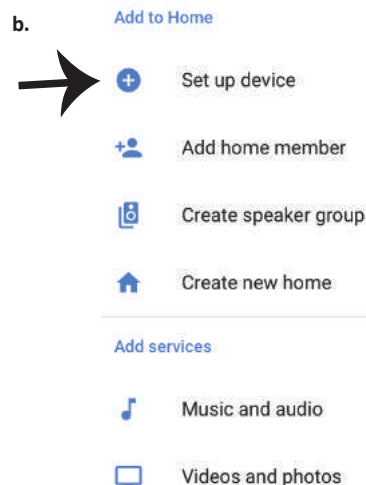 b.
Add to Home
Set up device
Add home member
Create speaker group
Create new home
Add services
Music and audio
Videos and photos